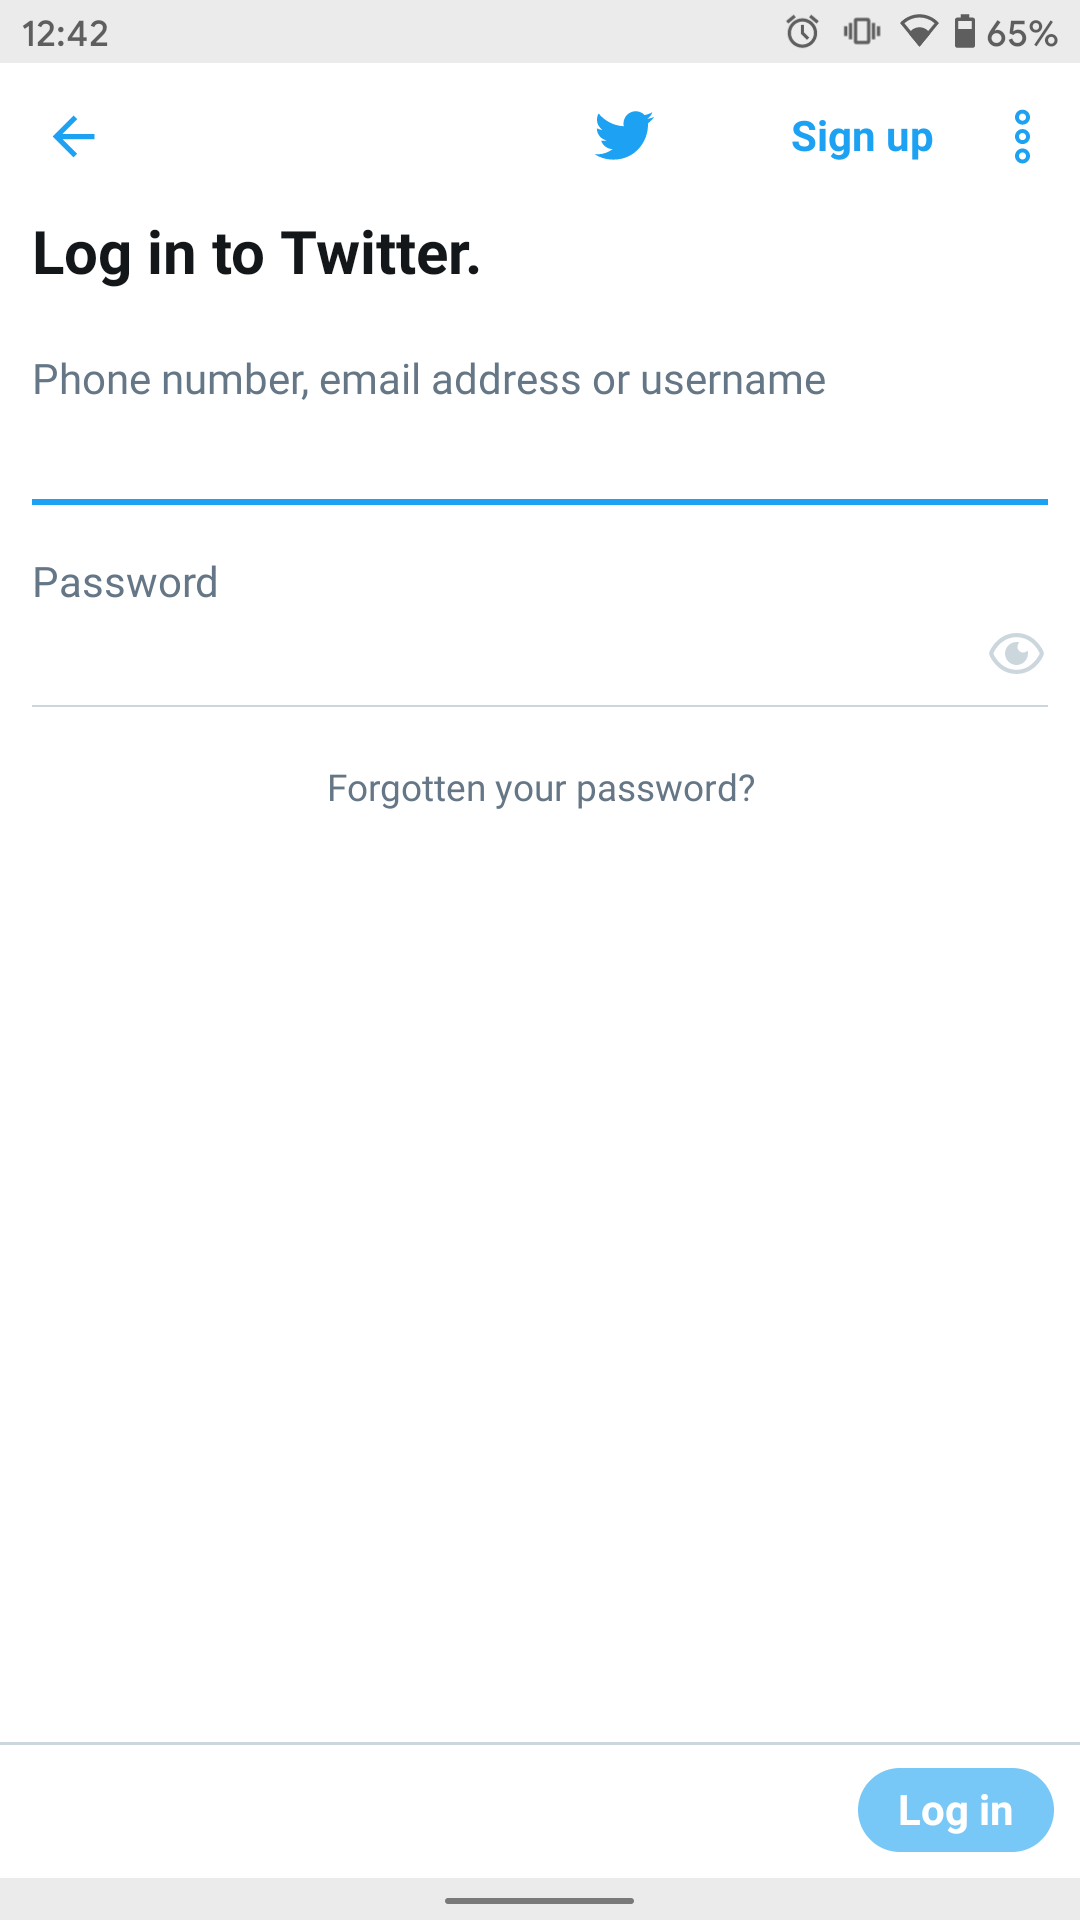 12:42 65%
Sign up
Log in to Twitter.
Phone number, email address or username
Password
Forgotten your password?
Log in